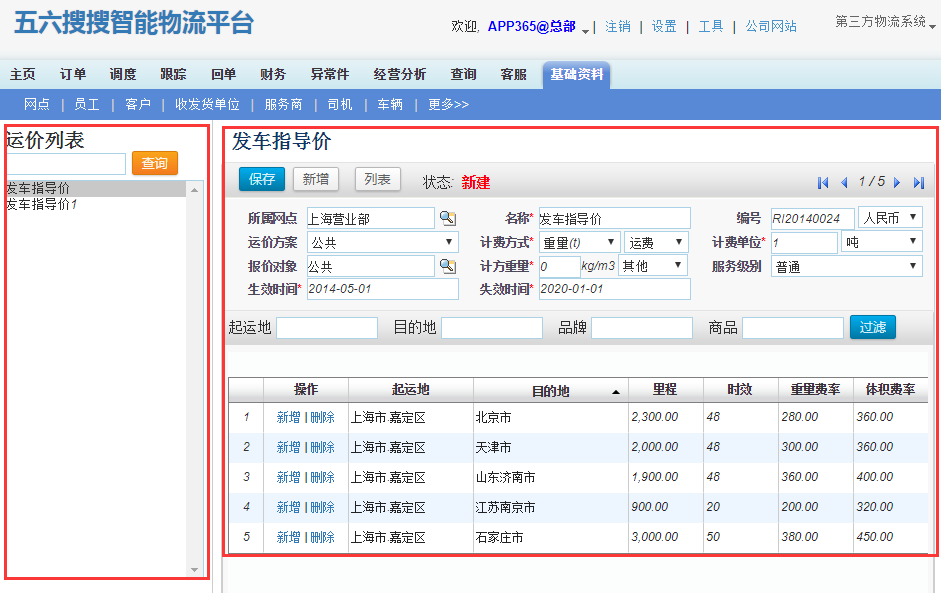 五六搜搜智能物流平台
欢迎, APP365@总部 | 注销 | 设置 | 工具 | 公司网站 第三方物流系统
主页 订单 调度 跟踪 回单 财务 异常件 经营分析 查询 客服 基础资料
网点 | 员工 | 客户 | 收发货单位 | 服务商 | 司机 | 车辆 | 更多>>
运价列表
查询
发车指导价
发车指导价1
发车指导价
保存 新增 列表 状态: 新建 1 / 5
所属网点 上海营业部 名称* 发车指导价 编号 RI20140024 人民币
运价方案 公共 计费方式* 重量(t) 运费 计费单位* 1 吨
报价对象 公共 计方重量* 0 kg/m3 其他 服务级别 普通
生效时间* 2014-05-01 失效时间* 2020-01-01
起运地 目的地 品牌 商品 过滤
操作 起运地 目的地 里程 时效 重量费率 体积费率
1 新增 | 删除 上海市.嘉定区 北京市 2,300.00 48 280.00 360.00
2 新增 | 删除 上海市.嘉定区 天津市 2,000.00 48 300.00 360.00
3 新增 | 删除 上海市.嘉定区 山东济南市 1,900.00 48 360.00 400.00
4 新增 | 删除 上海市.嘉定区 江苏南京市 900.00 20 200.00 320.00
5 新增 | 删除 上海市.嘉定区 石家庄市 3,000.00 50 380.00 450.00